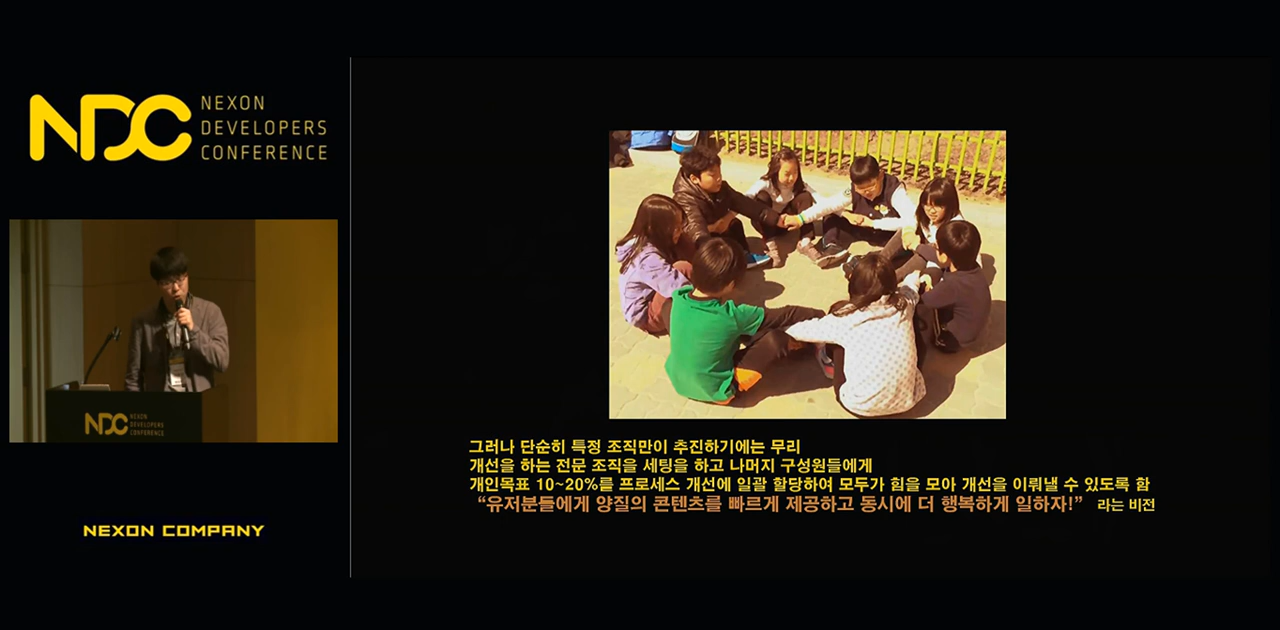 NDC NEXON
DEVELOPERS
CONFERENCE
NDC NEXON
DEVELOPERS
CONFERENCE
NEXON COMPANY
그러나 단순히 특정 조직만이 추진하기에는 무리
개선을 하는 전문 조직을 세팅을 하고 나머지 구성원들에게
개인목표 10~20%를 프로세스 개선에 일괄 할당하여 모두가 힘을 모아 개선을 이뤄낼 수 있도록 함
“유저분들에게 양질의 콘텐츠를 빠르게 제공하고 동시에 더 행복하게 일하자!” 라는 비전